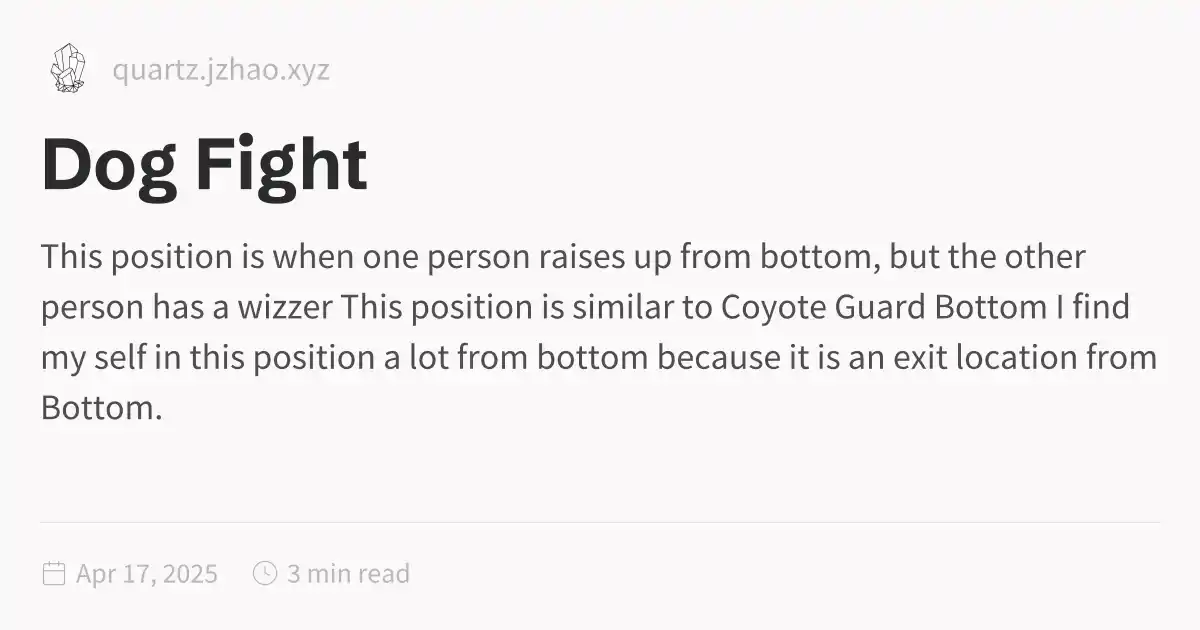 quartz.jzhao.xyz
Dog Fight
This position is when one person raises up from bottom, but the other
person has a wizzer This position is similar to Coyote Guard Bottom I find
my self in this position a lot from bottom because it is an exit location from
Bottom.
Apr 17, 2025 3 min read